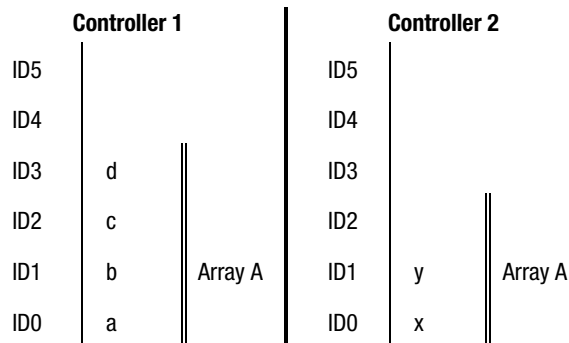 Controller 1 Controller 2
ID5 ID5
ID4 ID4
ID3 d ID3
ID2 c ID2
ID1 b Array A ID1 y Array A
ID0 a ID0 x